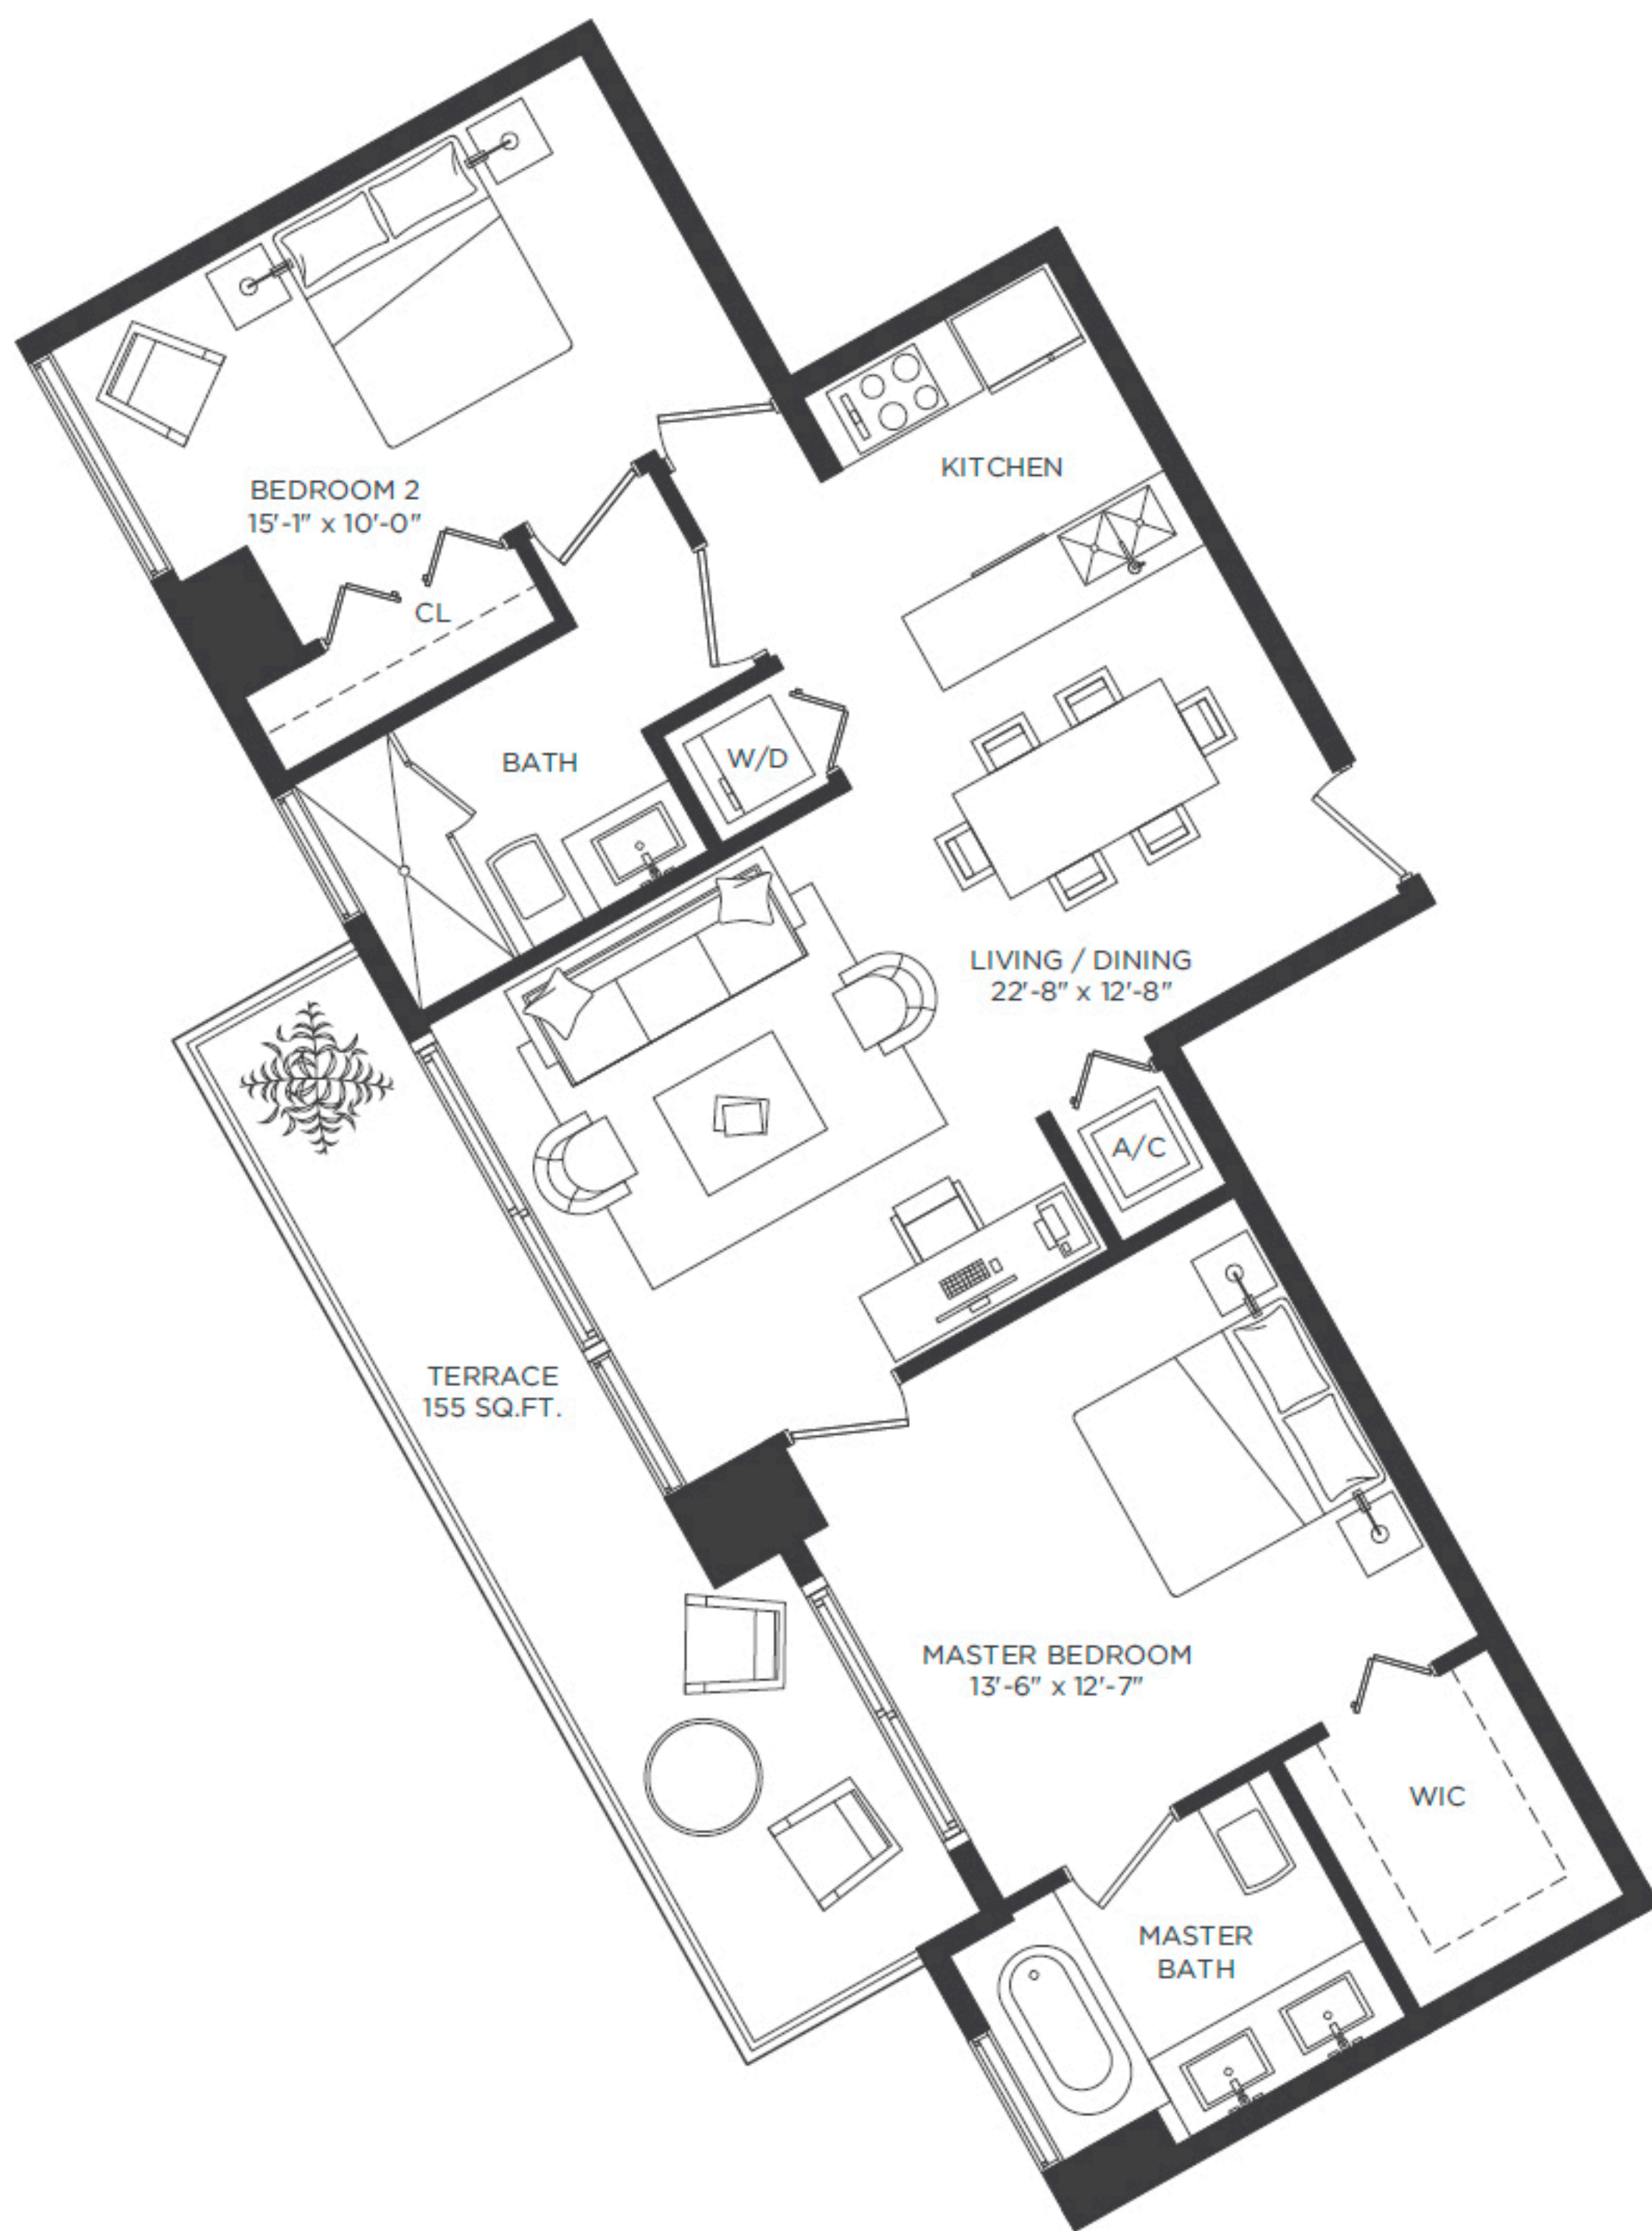 KITCHEN
BEDROOM 2
15'-1" x 10'-0"
CL
BATH
W/D
LIVING / DINING
22'-8" x 12'-8"
A/C
TERRACE
155 SQ.FT.
MASTER BEDROOM
13'-6" x 12'-7"
WIC
MASTER
BATH